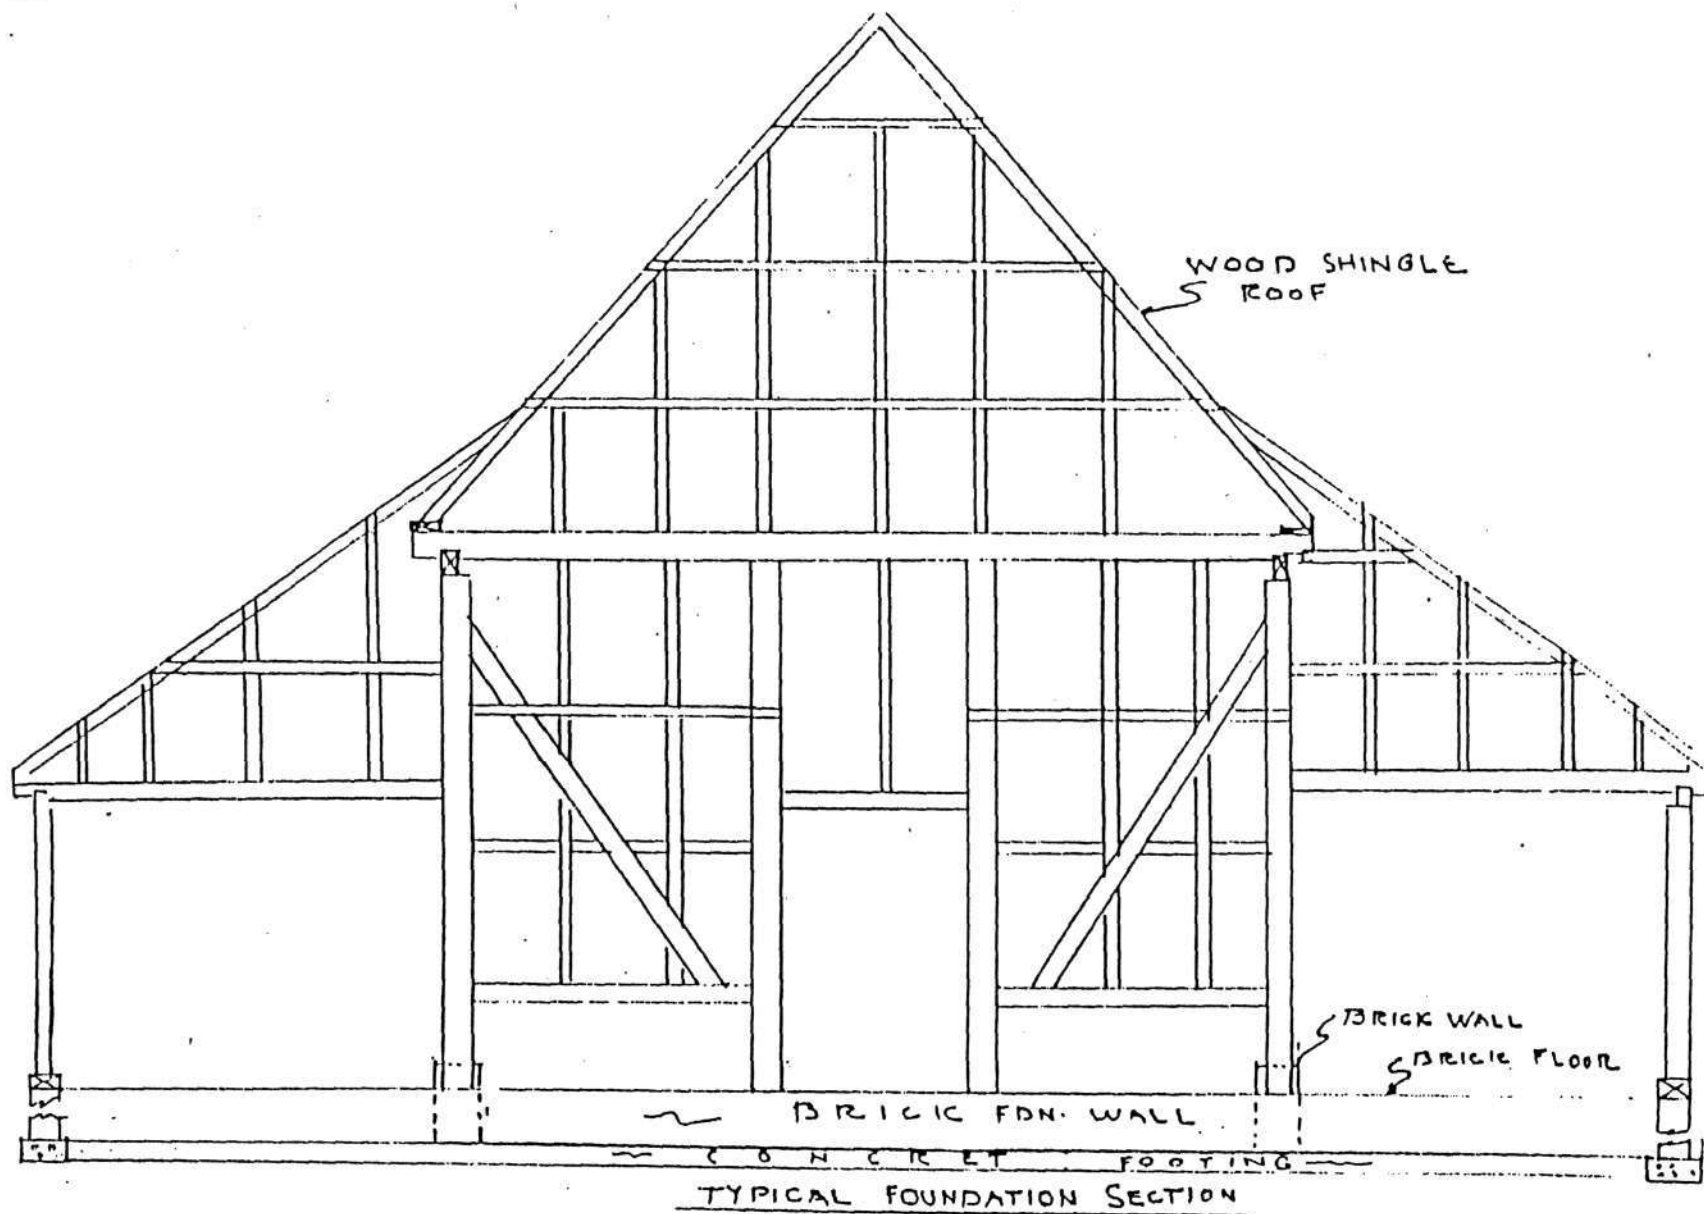 WOOD SHINGLE
ROOF
BRICK WALL
BRICK FLOOR
BRICK FDN. WALL
CONCRET FOOTING
TYPICAL FOUNDATION SECTION